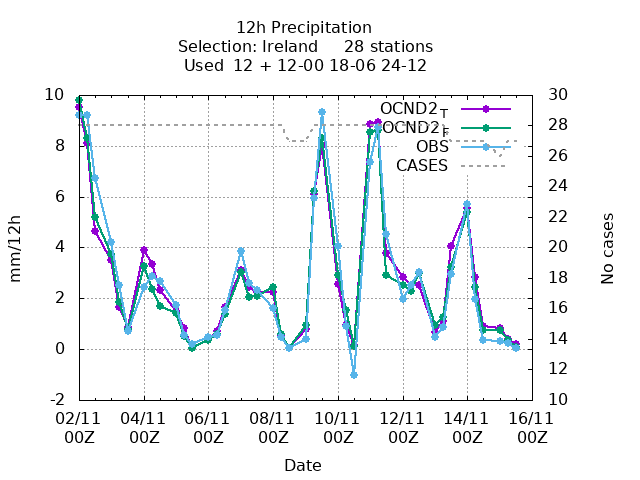 12h Precipitation
Selection: Ireland 28 stations
Used 12 + 12-00 18-06 24-12
OCND2T
OCND2F
OBS
CASES
mm/12h
10
8
6
4
2
0
-2
No cases
30
28
26
24
22
20
18
16
14
12
10
02/11 04/11 06/11 08/11 10/11 12/11 14/11 16/11
00Z 00Z 00Z 00Z 00Z 00Z 00Z 00Z
Date